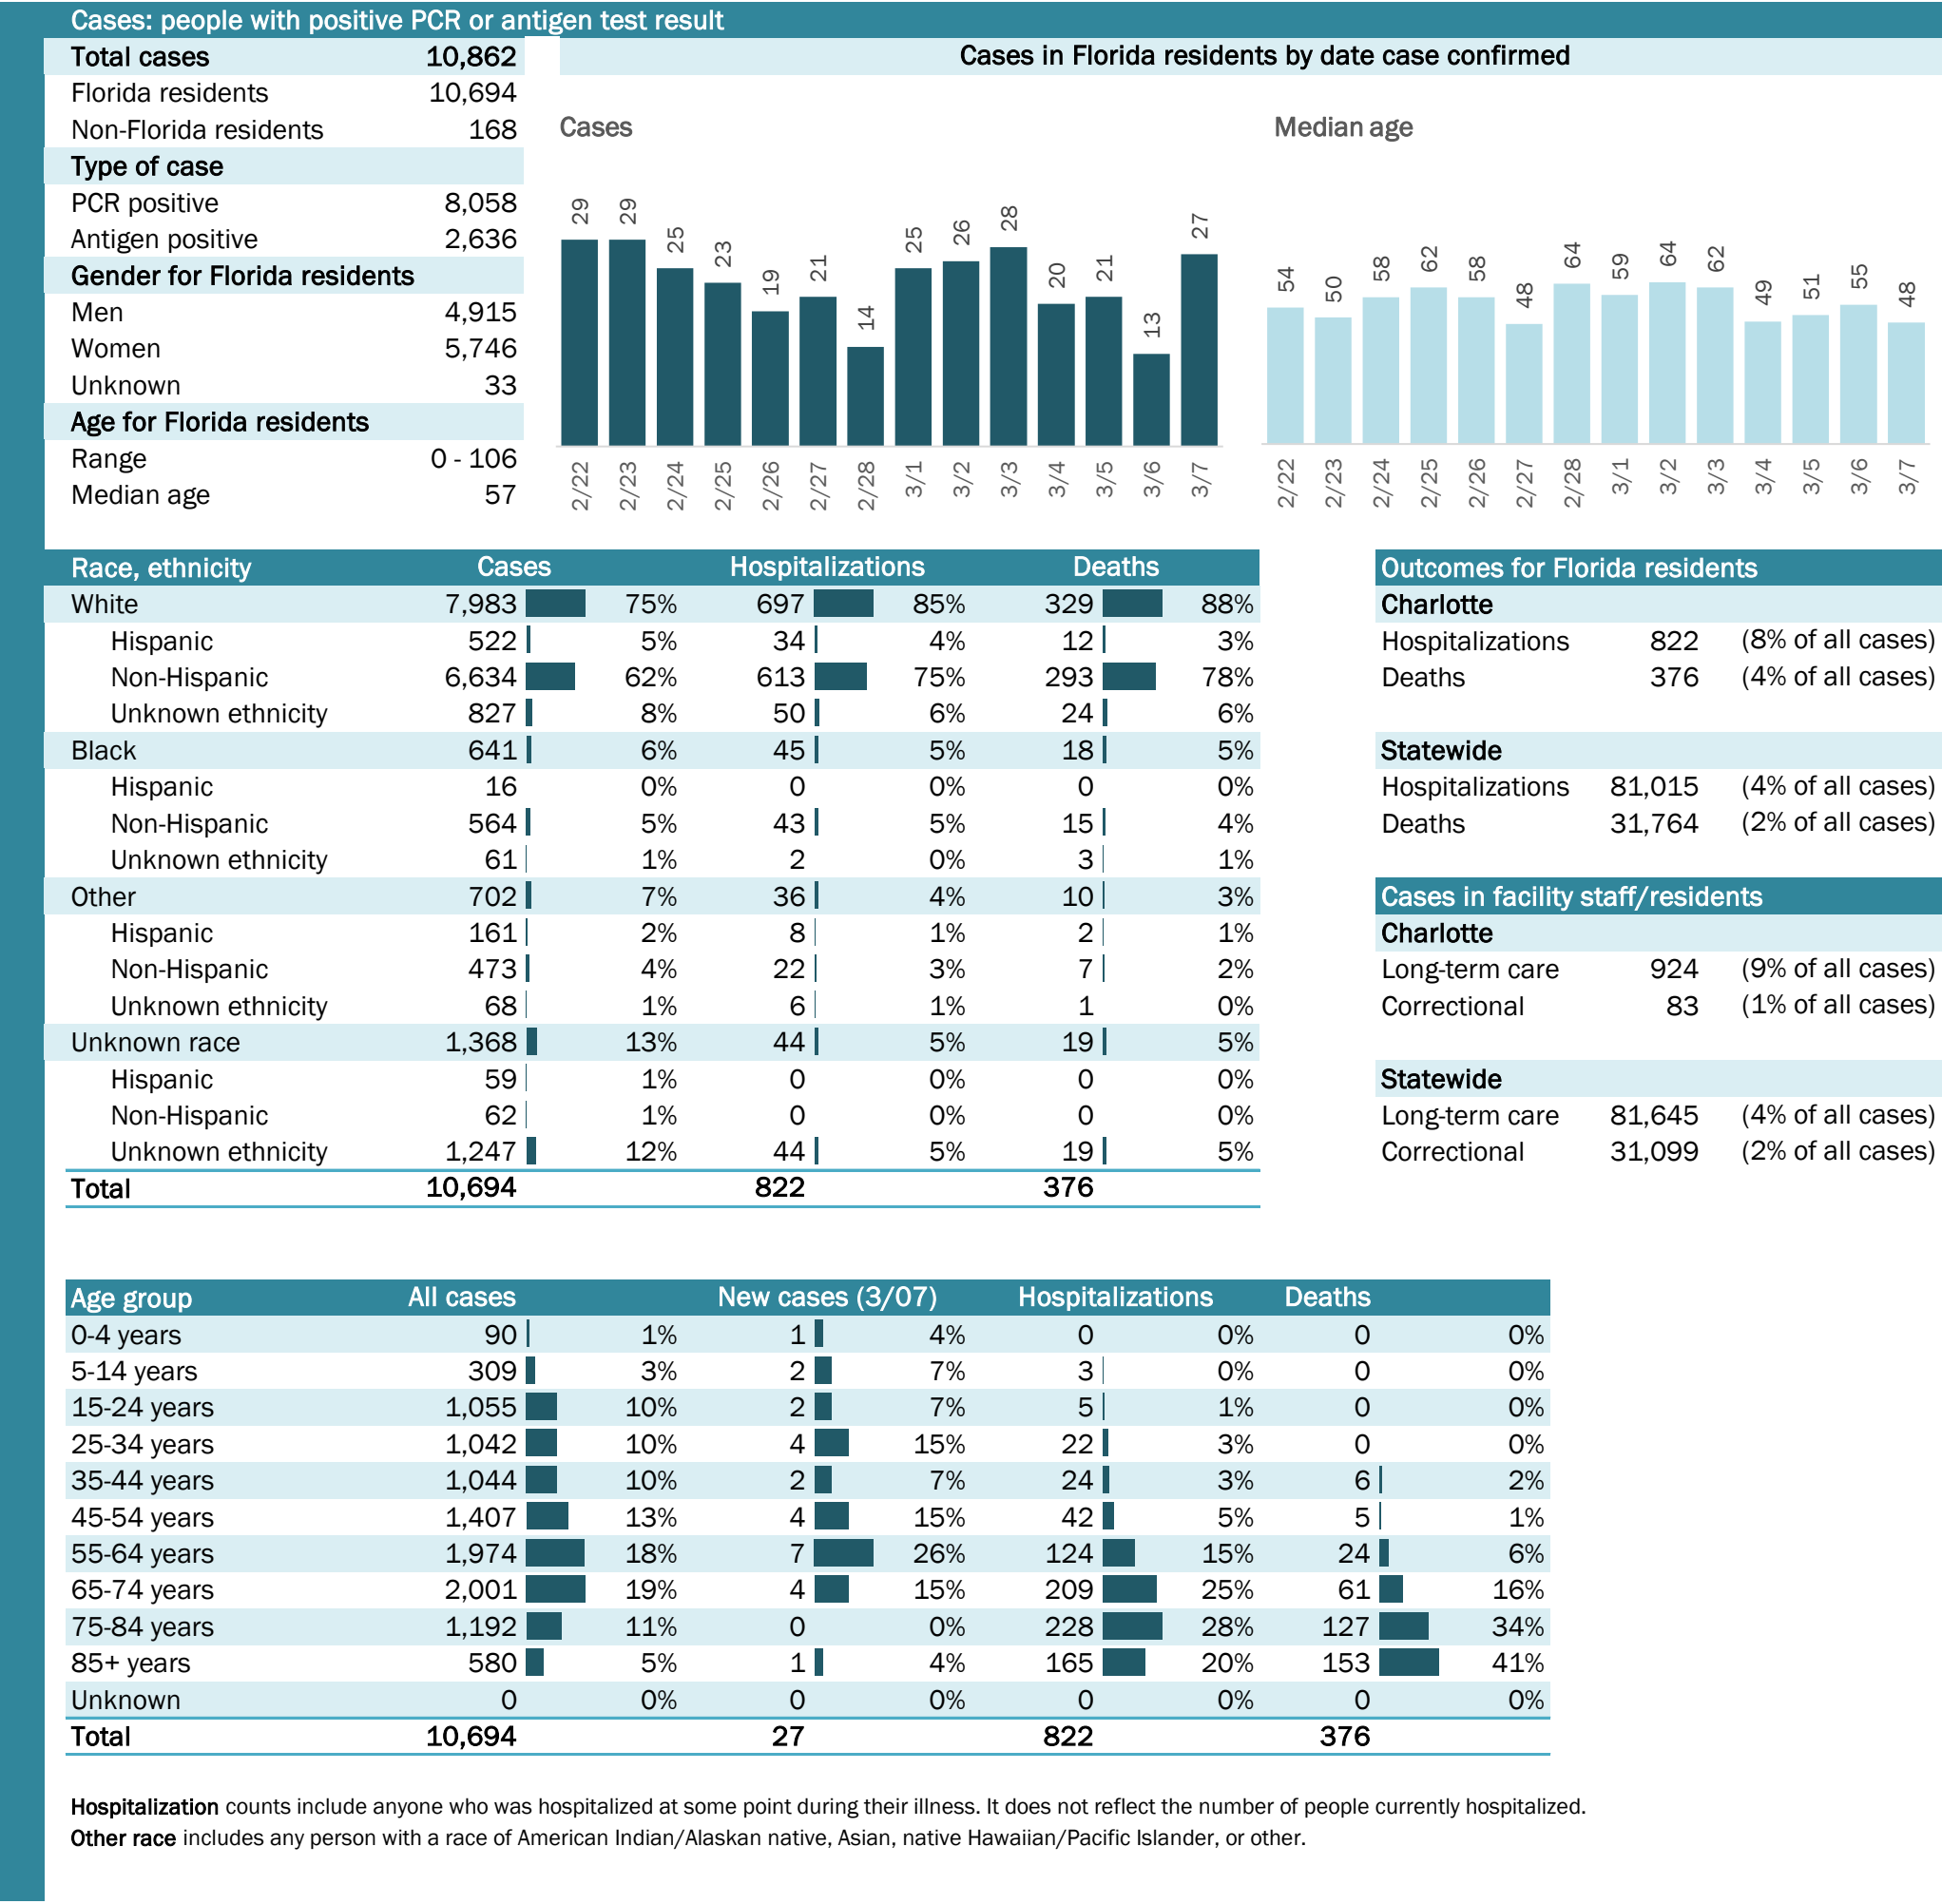 Cases: people with positive PCR or antigen test result
Total cases 10,862
Florida residents 10,694
Non-Florida residents 168
Type of case
PCR positive 8,058
Antigen positive 2,636
Gender for Florida residents
Men 4,915
Women 5,746
Unknown 33
Age for Florida residents
Range 0 - 106
Median age 57
Cases in Florida residents by date case confirmed
Cases
29 29 25 23 19 21 14 25 26 28 20 21 13 27
2/22 2/23 2/24 2/25 2/26 2/27 2/28 3/1 3/2 3/3 3/4 3/5 3/6 3/7
Median age
54 50 58 62 58 48 64 59 64 62 49 51 55 48
2/22 2/23 2/24 2/25 2/26 2/27 2/28 3/1 3/2 3/3 3/4 3/5 3/6 3/7
Race, ethnicity Cases Hospitalizations Deaths
White 7,983 75% 697 85% 329 88%
Hispanic 522 5% 34 4% 12 3%
Non-Hispanic 6,634 62% 613 75% 293 78%
Unknown ethnicity 827 8% 50 6% 24 6%
Black 641 6% 45 5% 18 5%
Hispanic 16 0% 0 0% 0 0%
Non-Hispanic 564 5% 43 5% 15 4%
Unknown ethnicity 61 1% 2 0% 3 1%
Other 702 7% 36 4% 10 3%
Hispanic 161 2% 8 1% 2 1%
Non-Hispanic 473 4% 22 3% 7 2%
Unknown ethnicity 68 1% 6 1% 1 0%
Unknown race 1,368 13% 44 5% 19 5%
Hispanic 59 1% 0 0% 0 0%
Non-Hispanic 62 1% 0 0% 0 0%
Unknown ethnicity 1,247 12% 44 5% 19 5%
Total 10,694 822 376
Outcomes for Florida residents
Charlotte
Hospitalizations 822 (8% of all cases)
Deaths 376 (4% of all cases)
Statewide
Hospitalizations 81,015 (4% of all cases)
Deaths 31,764 (2% of all cases)
Cases in facility staff/residents
Charlotte
Long-term care 924 (9% of all cases)
Correctional 83 (1% of all cases)
Statewide
Long-term care 81,645 (4% of all cases)
Correctional 31,099 (2% of all cases)
Age group All cases New cases (3/07) Hospitalizations Deaths
0-4 years 90 1% 1 4% 0 0% 0 0%
5-14 years 309 3% 2 7% 3 0% 0 0%
15-24 years 1,055 10% 2 7% 5 1% 0 0%
25-34 years 1,042 10% 4 15% 22 3% 0 0%
35-44 years 1,044 10% 2 7% 24 3% 6 2%
45-54 years 1,407 13% 4 15% 42 5% 5 1%
55-64 years 1,974 18% 7 26% 124 15% 24 6%
65-74 years 2,001 19% 4 15% 209 25% 61 16%
75-84 years 1,192 11% 0 0% 228 28% 127 34%
85+ years 580 5% 1 4% 165 20% 153 41%
Unknown 0 0% 0 0% 0 0% 0 0%
Total 10,694 27 822 376
Hospitalization counts include anyone who was hospitalized at some point during their illness. It does not reflect the number of people currently hospitalized.
Other race includes any person with a race of American Indian/Alaskan native, Asian, native Hawaiian/Pacific Islander, or other.